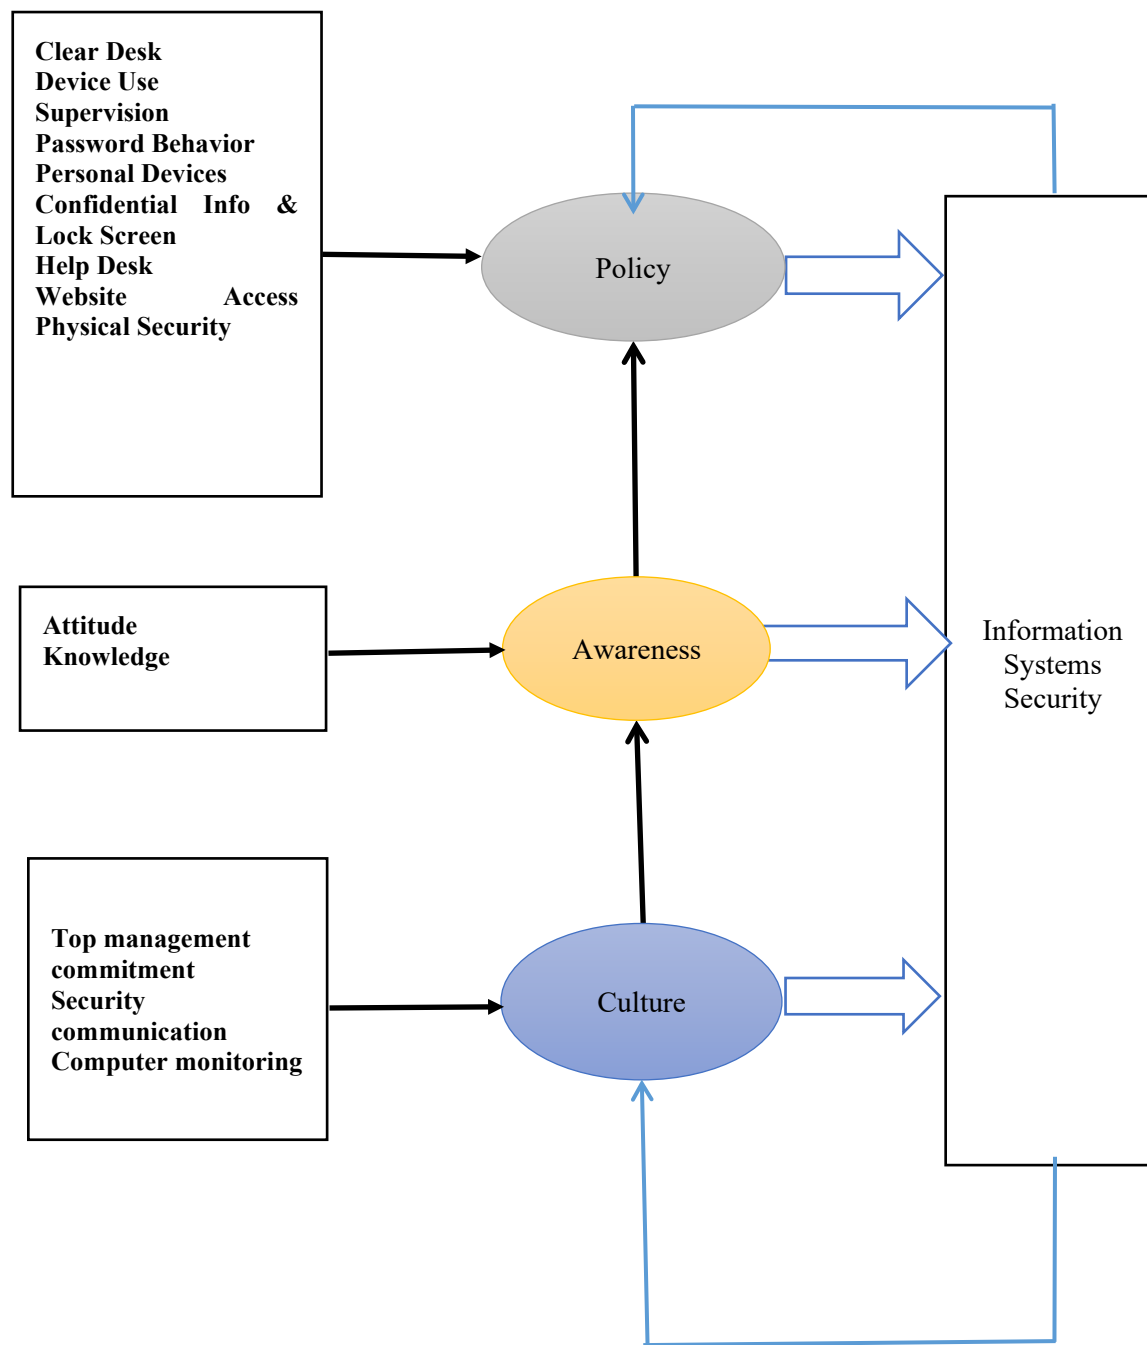 Clear Desk
Device Use
Supervision
Password Behavior
Personal Devices
Confidential Info &
Lock Screen
Help Desk
Website Access
Physical Security
Policy
Attitude
Knowledge
Awareness
Information
Systems
Security
Top management
commitment
Security
communication
Computer monitoring
Culture